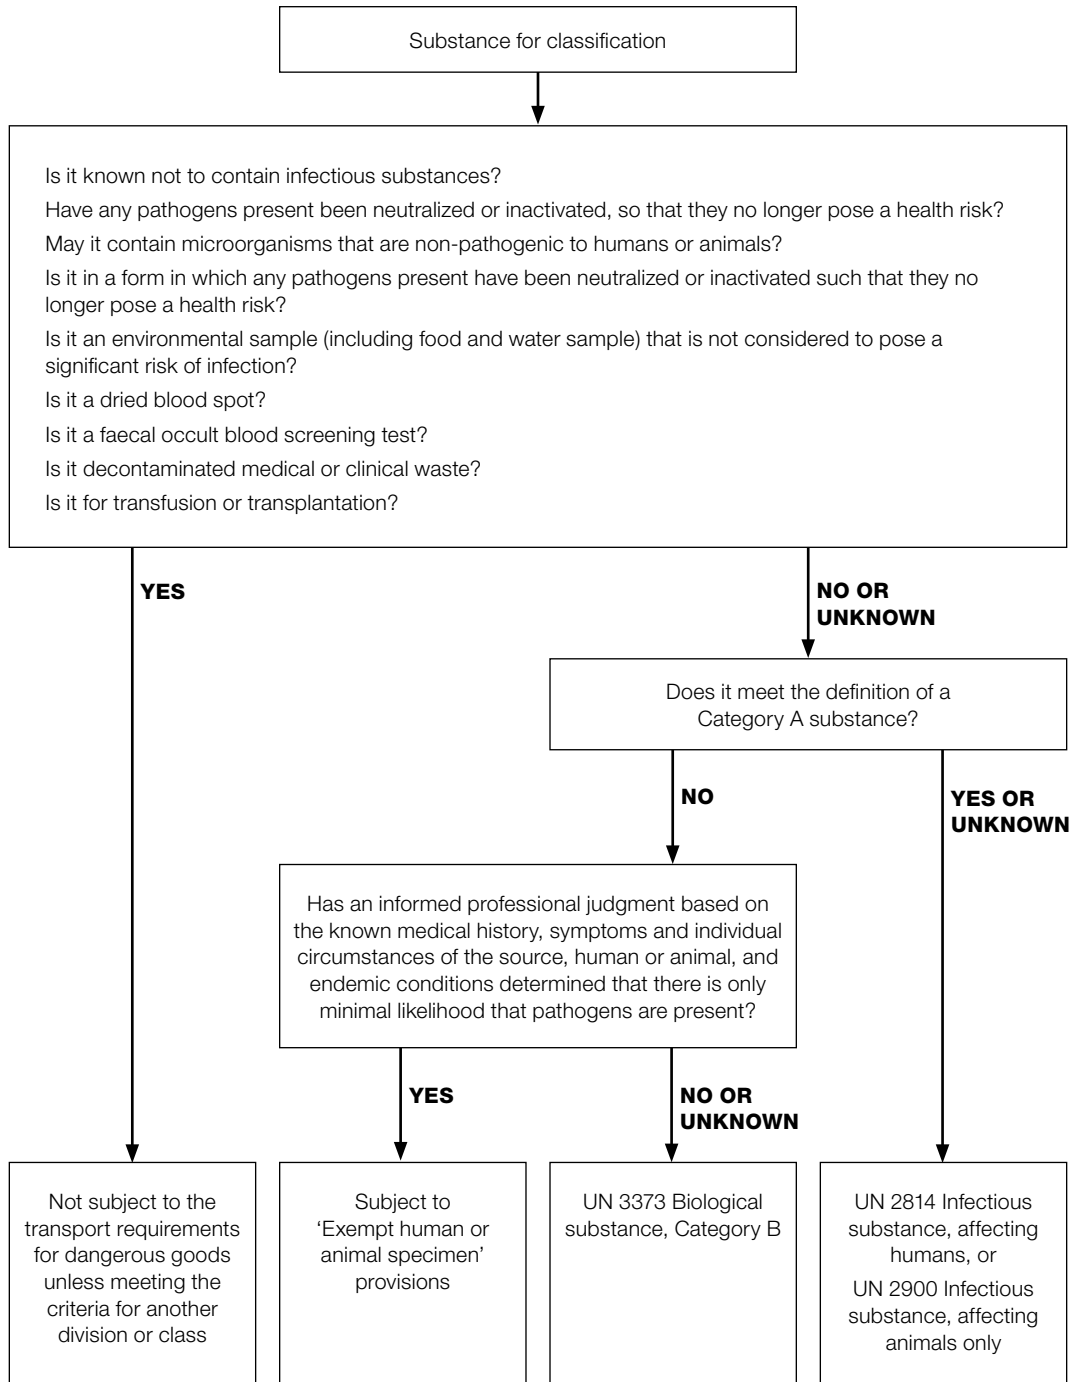 Substance for classification
Is it known not to contain infectious substances?
Have any pathogens present been neutralized or inactivated, so that they no longer pose a health risk?
May it contain microorganisms that are non-pathogenic to humans or animals?
Is it in a form in which any pathogens present have been neutralized or inactivated such that they no
longer pose a health risk?
Is it an environmental sample (including food and water sample) that is not considered to pose a
significant risk of infection?
Is it a dried blood spot?
Is it a faecal occult blood screening test?
Is it decontaminated medical or clinical waste?
Is it for transfusion or transplantation?
YES
NO OR
UNKNOWN
Does it meet the definition of a
Category A substance?
NO
YES OR
UNKNOWN
Has an informed professional judgment based on
the known medical history, symptoms and individual
circumstances of the source, human or animal, and
endemic conditions determined that there is only
minimal likelihood that pathogens are present?
YES
NO OR
UNKNOWN
Not subject to the
transport requirements
for dangerous goods
unless meeting the
criteria for another
division or class
Subject to
‘Exempt human or
animal specimen’
provisions
UN 3373 Biological
substance, Category B
UN 2814 Infectious
substance, affecting
humans, or
UN 2900 Infectious
substance, affecting
animals only